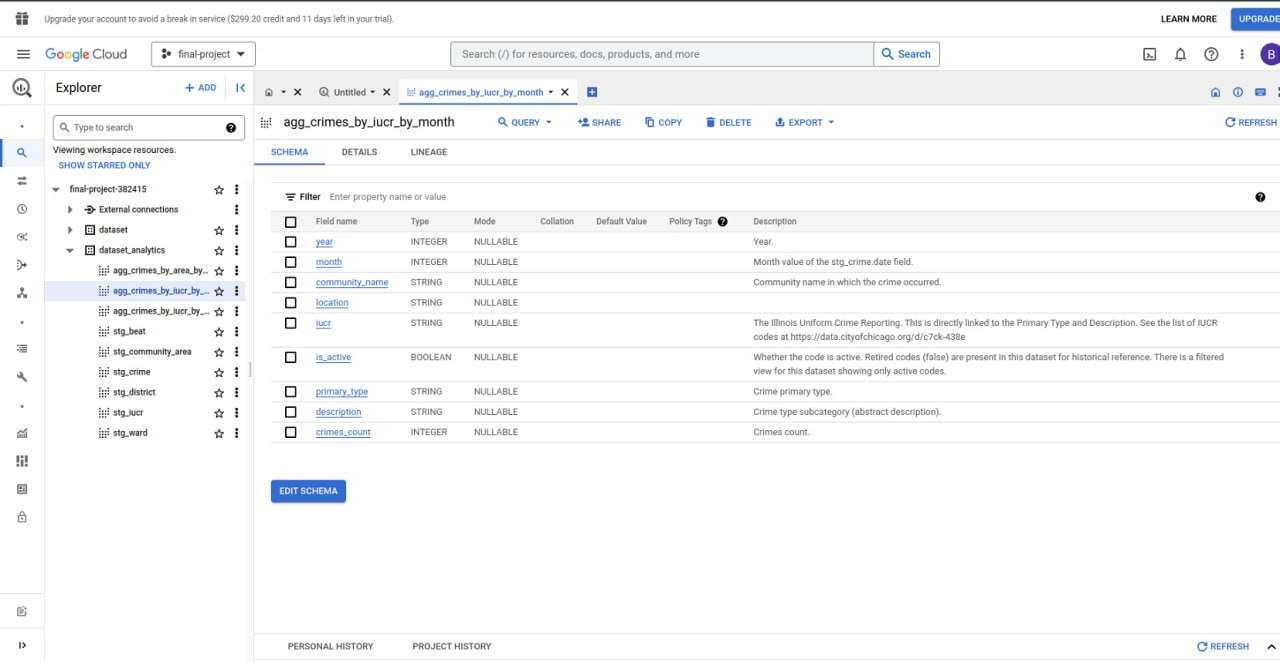 Upgrade your account to avoid a break in service ($299.20 credit and 11 days left in your trial).
LEARN MORE
UPGRADE
Google Cloud
final-project
Search (/) for resources, docs, products, and more
Search
B
Explorer
+ ADD
Untitled
agg_crimes_by_iucr_by_month
Type to search
agg_crimes_by_iucr_by_month
QUERY
SHARE
COPY
DELETE
EXPORT
REFRESH
Viewing workspace resources.
SHOW STARRED ONLY
SCHEMA
DETAILS
LINEAGE
final-project-382415
External connections
dataset
dataset_analytics
agg_crimes_by_area_by...
agg_crimes_by_iucr_by_...
agg_crimes_by_iucr_by_...
stg_beat
stg_community_area
stg_crime
stg_district
stg_iucr
stg_ward
Filter Enter property name or value
Field name Type Mode Collation Default Value Policy Tags Description
year INTEGER NULLABLE Year.
month INTEGER NULLABLE Month value of the stg_crime.date field.
community_name STRING NULLABLE Community name in which the crime occurred.
location STRING NULLABLE
iucr STRING NULLABLE The Illinois Uniform Crime Reporting. This is directly linked to the Primary Type and Description. See the list of IUCR
codes at https://data.cityofchicago.org/d/c7ck-438e
is_active BOOLEAN NULLABLE Whether the code is active. Retired codes (false) are present in this dataset for historical reference. There is a filtered
view for this dataset showing only active codes.
primary_type STRING NULLABLE Crime primary type.
description STRING NULLABLE Crime type subcategory (abstract description).
crimes_count INTEGER NULLABLE Crimes count.
EDIT SCHEMA
PERSONAL HISTORY
PROJECT HISTORY
REFRESH